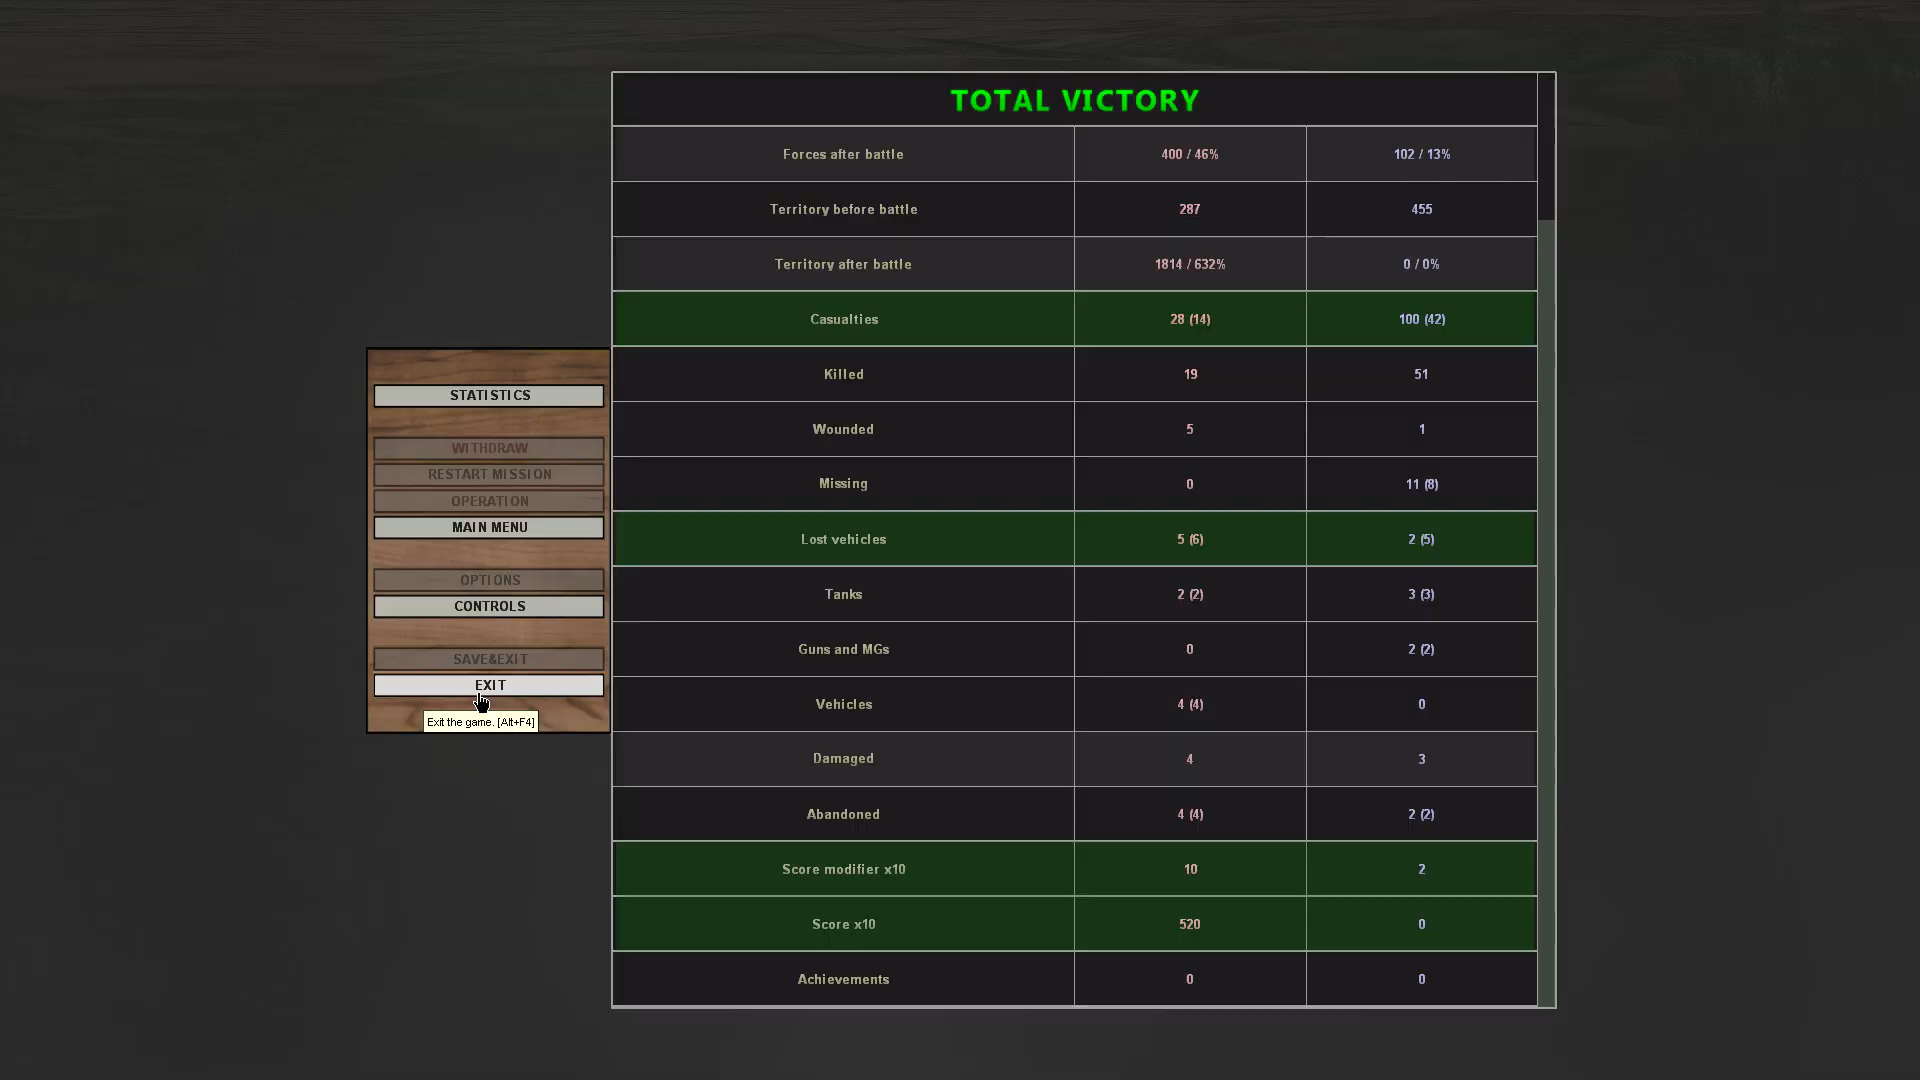 TOTAL VICTORY
Forces after battle 400 / 46% 102 / 13%
Territory before battle 287 455
Territory after battle 1814 / 632% 0 / 0%
Casualties 28 (14) 100 (42)
Killed 19 51
Wounded 5 1
Missing 0 11 (8)
Lost vehicles 5 (6) 2 (5)
Tanks 2 (2) 3 (3)
Guns and MGs 0 2 (2)
Vehicles 4 (4) 0
Damaged 4 3
Abandoned 4 (4) 2 (2)
Score modifier x10 10 2
Score x10 520 0
Achievements 0 0
STATISTICS
WITHDRAW
RESTART MISSION
OPERATION
MAIN MENU
OPTIONS
CONTROLS
SAVE&EXIT
EXIT
Exit the game. [Alt+F4]